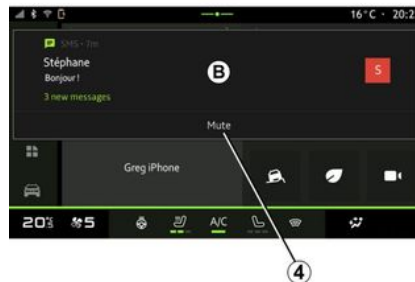 16°C · 20:2
SMS · 7m
Stéphane
Bonjour!
3 new messages
B
S
Mute
Greg iPhone
20°5
5
A/C
4